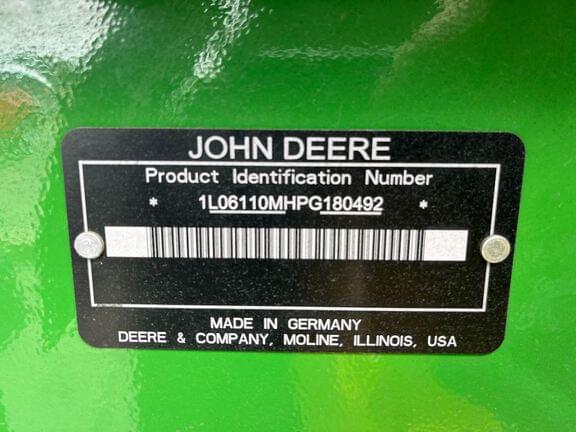 JOHN DEERE
Product Identification Number
* 1L06110MHPG180492 *
MADE IN GERMANY
DEERE & COMPANY, MOLINE, ILLINOIS, USA